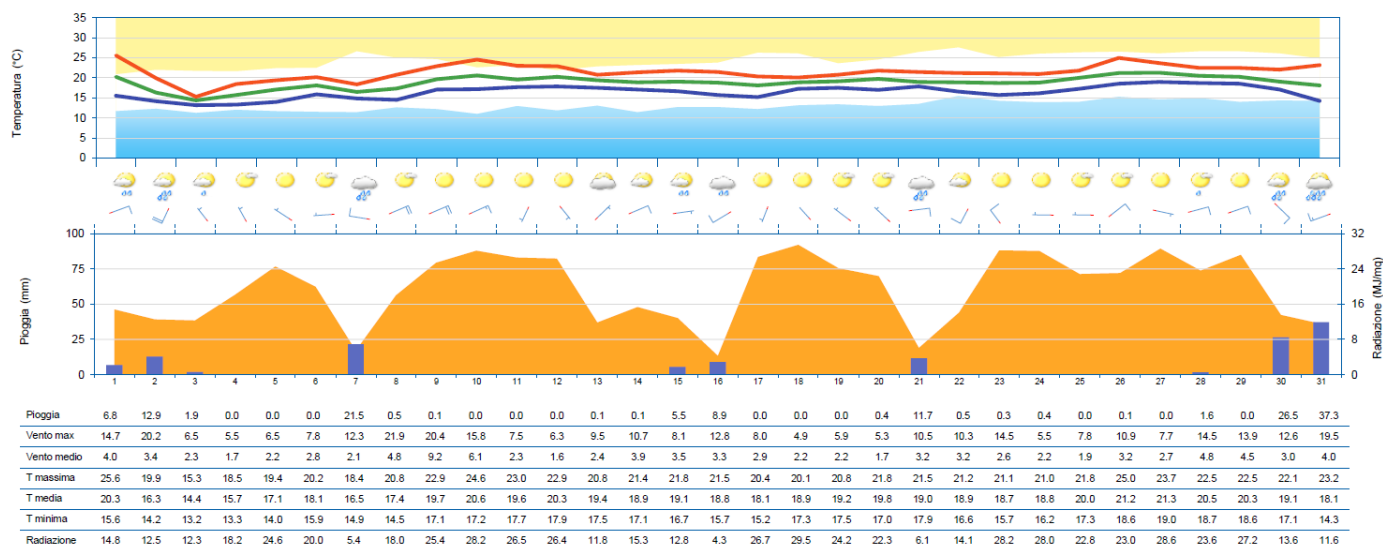 Temperatura (°C)
35
30
25
20
15
10
5
0
Pioggia (mm)
100
75
50
25
0
32
24
16
8
0
Radiazione (MJ/mq)
1 2 3 4 5 6 7 8 9 10 11 12 13 14 15 16 17 18 19 20 21 22 23 24 25 26 27 28 29 30 31
Pioggia 6.8 12.9 1.9 0.0 0.0 0.0 21.5 0.5 0.1 0.0 0.0 0.0 0.1 0.1 5.5 8.9 0.0 0.0 0.0 0.4 11.7 0.5 0.3 0.4 0.0 0.1 0.0 1.6 0.0 26.5 37.3
Vento max 14.7 20.2 6.5 5.5 6.5 7.8 12.3 21.9 20.4 15.8 7.5 6.3 9.5 10.7 8.1 12.8 8.0 4.9 5.9 5.3 10.5 10.3 14.5 5.5 7.8 10.9 7.7 14.5 13.9 12.6 19.5
Vento medio 4.0 3.4 2.3 1.7 2.2 2.8 2.1 4.8 9.2 6.1 2.3 1.6 2.4 3.9 3.5 3.3 2.9 2.2 2.2 1.7 3.2 3.2 2.6 2.2 1.9 3.2 2.7 4.8 4.5 3.0 4.0
T massima 25.6 19.9 15.3 18.5 19.4 20.2 18.4 20.8 22.9 24.6 23.0 22.9 20.8 21.4 21.8 21.5 20.4 20.1 20.8 21.8 21.5 21.2 21.1 21.0 21.8 25.0 23.7 22.5 22.5 22.1 23.2
T media 20.3 16.3 14.4 15.7 17.1 18.1 16.5 17.4 19.7 20.6 19.6 20.3 19.4 18.9 19.1 18.8 18.1 18.9 19.2 19.8 19.0 18.9 18.7 18.8 20.0 21.2 21.3 20.5 20.3 19.1 18.1
T minima 15.6 14.2 13.2 13.3 14.0 15.9 14.9 14.5 17.1 17.2 17.7 17.9 17.5 17.1 16.7 15.7 15.2 17.3 17.5 17.0 17.9 16.6 15.7 16.2 17.3 18.6 19.0 18.7 18.6 17.1 14.3
Radiazione 14.8 12.5 12.3 18.2 24.6 20.0 5.4 18.0 25.4 28.2 26.5 26.4 11.8 15.3 12.8 4.3 26.7 29.5 24.2 22.3 6.1 14.1 28.2 28.0 22.8 23.0 28.6 23.6 27.2 13.6 11.6